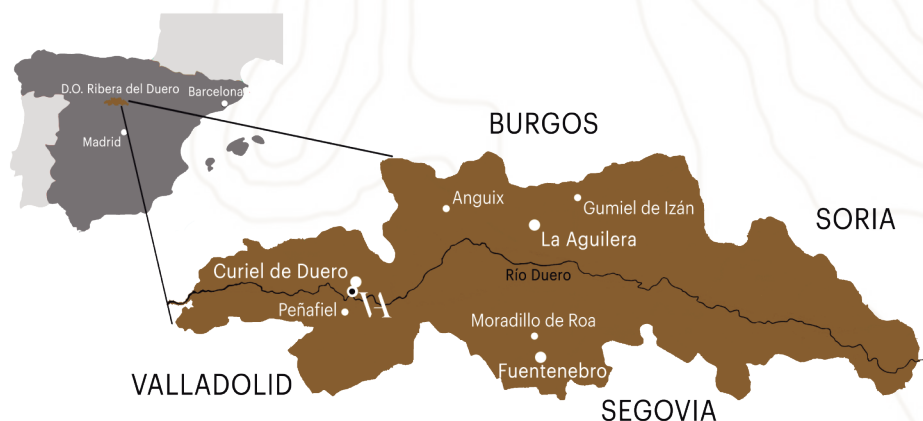 D.O. Ribera del Duero
Barcelona
Madrid
BURGOS
Anguix
Gumiel de Izán
SORIA
La Aguilera
Curiel de Duero
Río Duero
Peñafiel
Moradillo de Roa
Fuentenebro
VALLADOLID
SEGOVIA